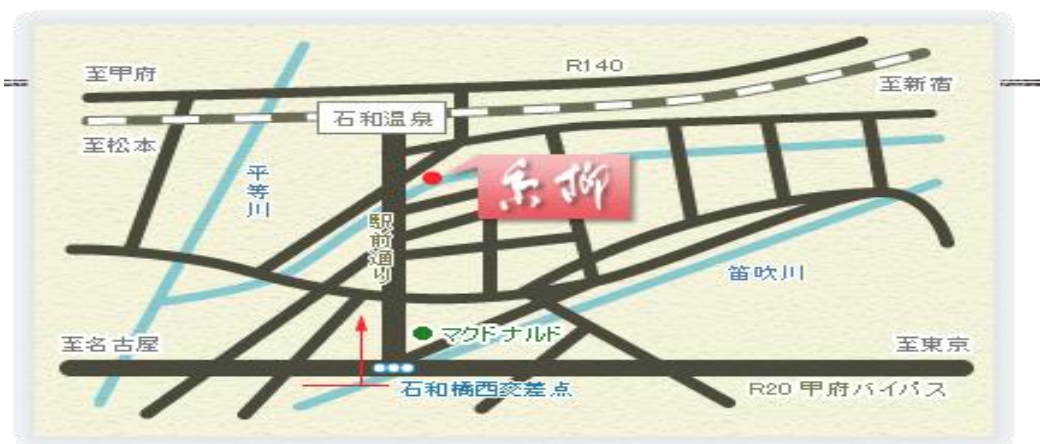 至甲府
R140
至新宿
石和温泉
至松本
平等川
駅前通り
笛吹川
マクドナルド
至名古屋
至東京
石和橋西交差点
R20 甲府バイパス